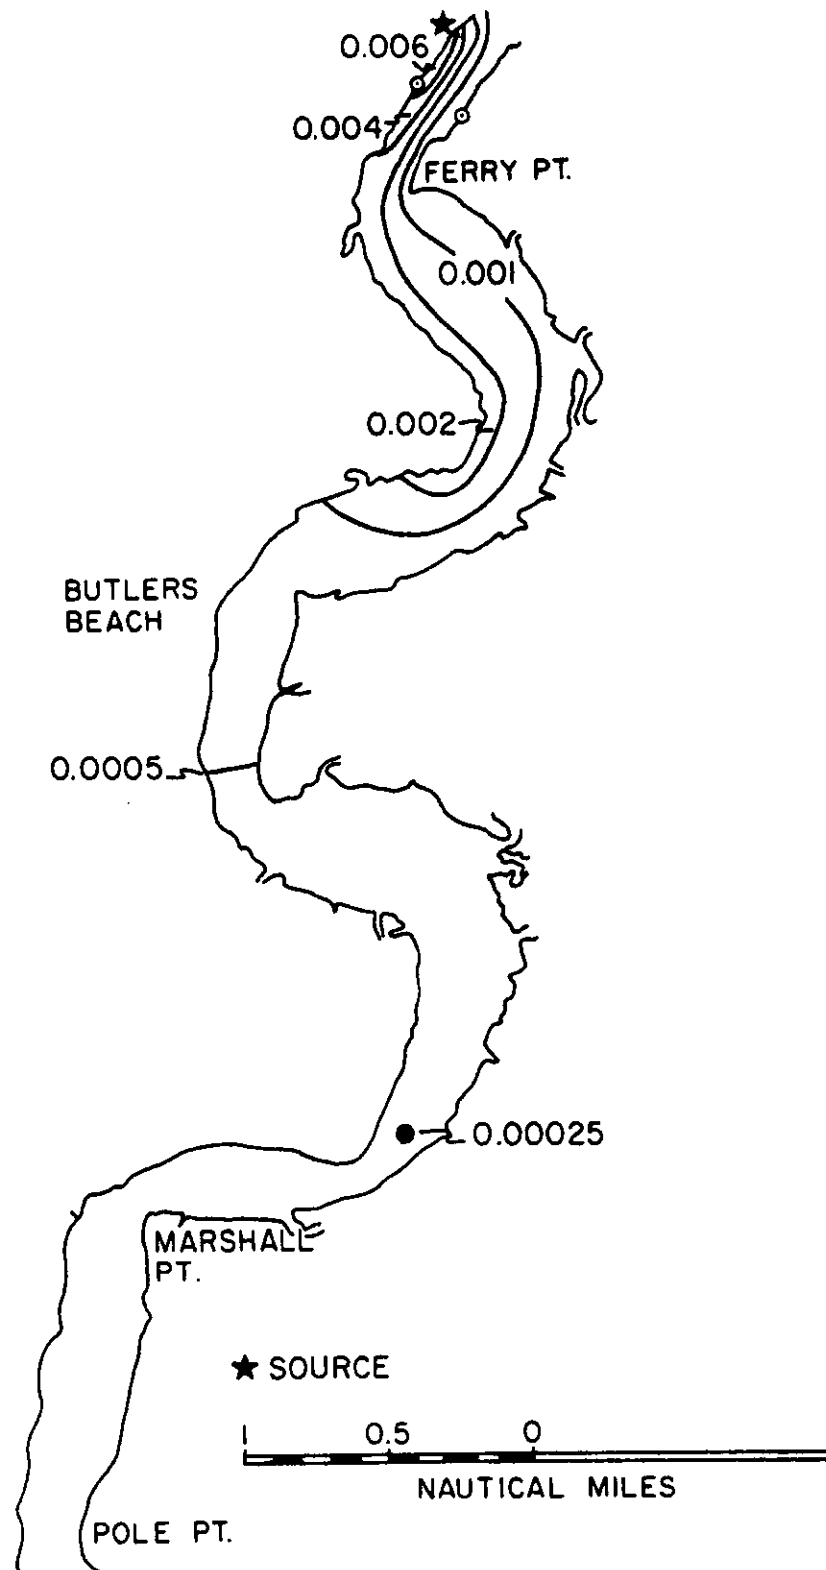 0.006
0.004
FERRY PT.
0.001
0.002
BUTLERS
BEACH
0.0005
0.00025
MARSHALL
PT.
SOURCE
1 0.5 0
NAUTICAL MILES
POLE PT.